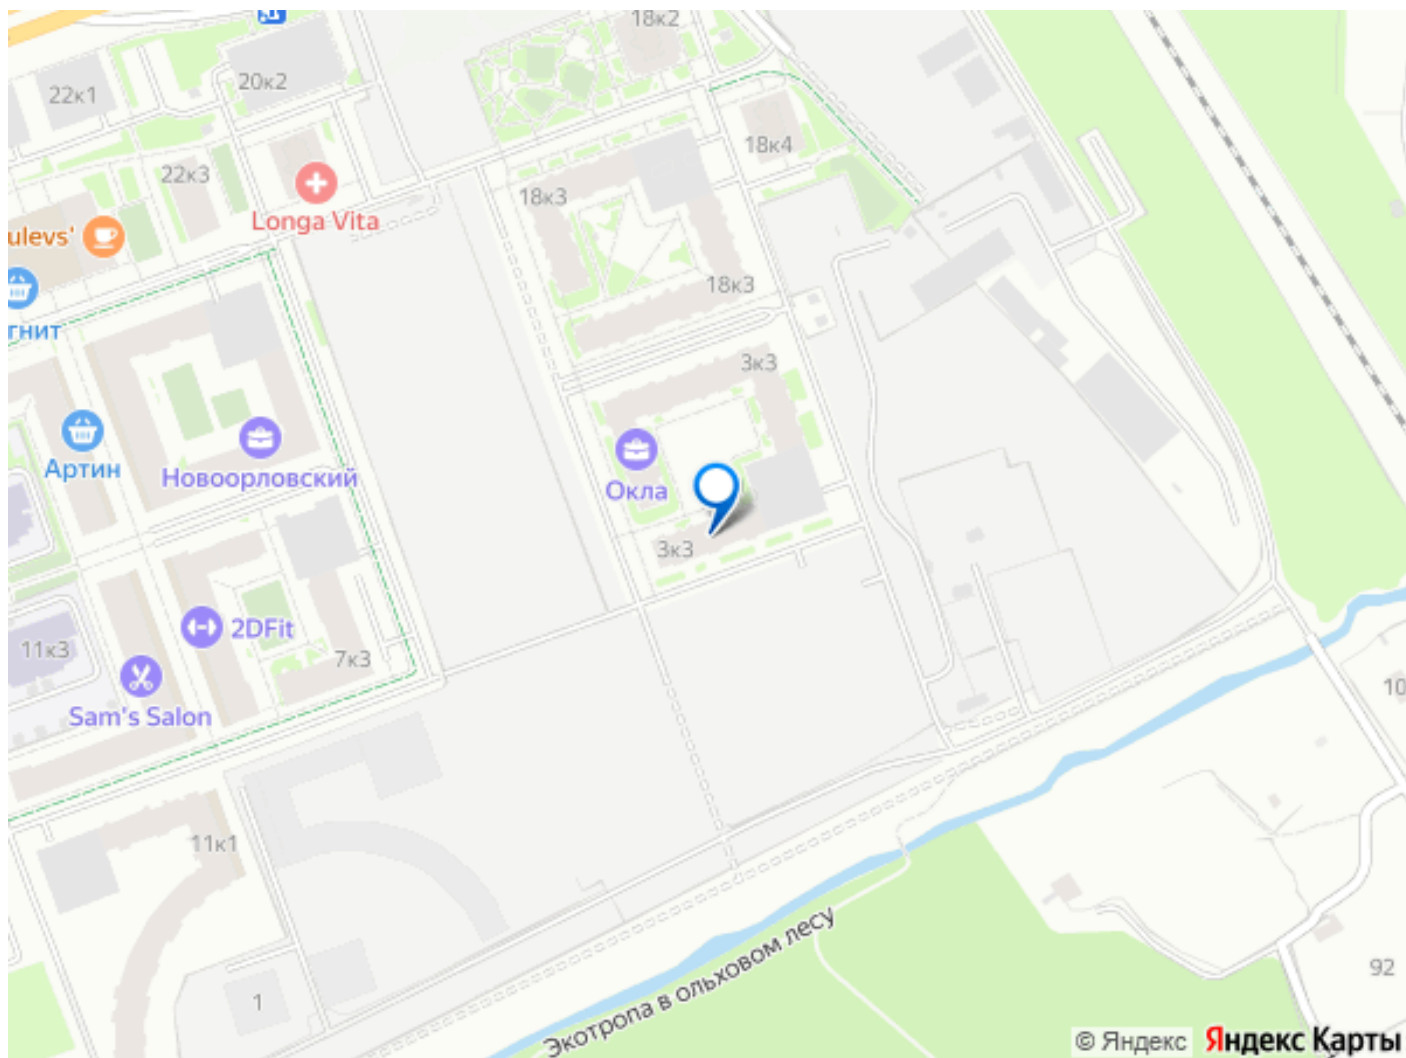 18к2
20к2
22к1
18к4
22к3
18к3
Longa Vita
ulevs'
18к3
гнит
3к3
Артин
Новоорловский
Окла
3к3
2DFit
11к3
7к3
10
Sam's Salon
11к1
Экотропа в ольховом лесу
92
1
© Яндекс Яндекс Карты